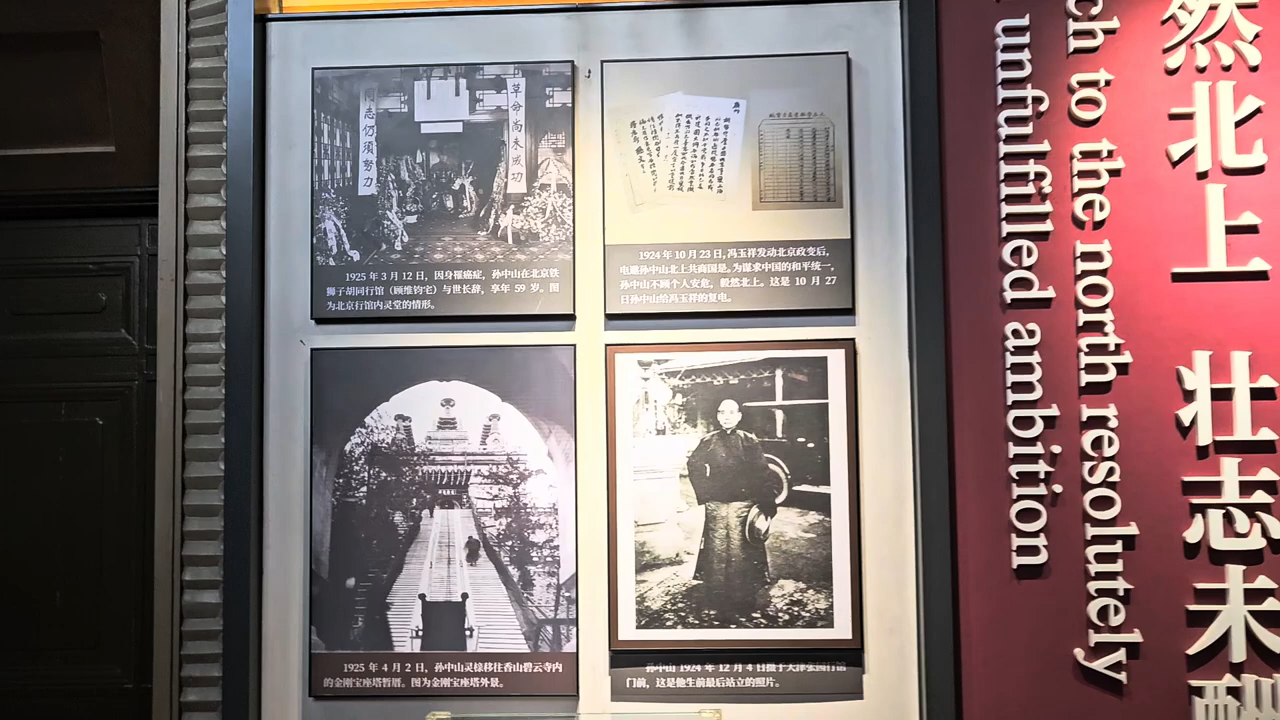 同志仍须努力
革命尚未成功
1925 年 3 月 12 日,因身罹癌症,孙中山在北京铁
狮子胡同行馆(顾维钧宅)与世长辞,享年 59 岁。图
为北京行馆内灵堂的情形。
1924 年 10 月 23 日,冯玉祥发动北京政变后,
电邀孙中山北上共商国是。为谋求中国的和平统一,
孙中山不顾个人安危,毅然北上。这是 10 月 27
日孙中山给冯玉祥的复电。
1925 年 4 月 2 日,孙中山灵榇移往香山碧云寺内
的金刚宝座塔暂厝。图为金刚宝座塔外景。
孙中山 1924 年 12 月 4 日摄于天津张园行馆
门前,这是他生前最后站立的照片。
然北上 壮志未酬
ch to the north resolutely
unfulfilled ambition